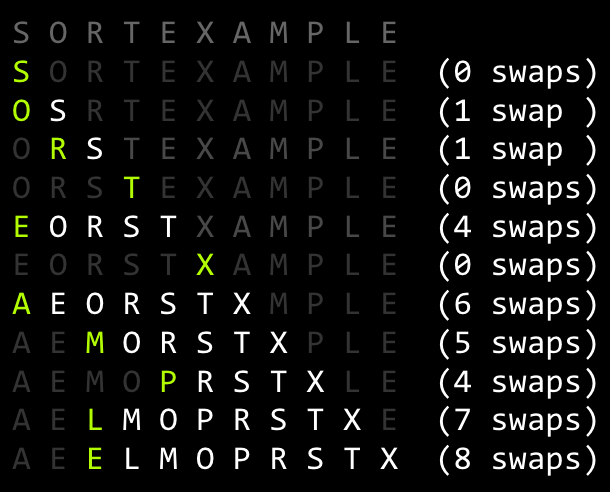 S O R T E X A M P L E
S O R T E X A M P L E (0 swaps)
O S R T E X A M P L E (1 swap )
O R S T E X A M P L E (1 swap )
O R S T E X A M P L E (0 swaps)
E O R S T X A M P L E (4 swaps)
E O R S T X A M P L E (0 swaps)
A E O R S T X M P L E (6 swaps)
A E M O R S T X P L E (5 swaps)
A E M O P R S T X L E (4 swaps)
A E L M O P R S T X E (7 swaps)
A E E L M O P R S T X (8 swaps)